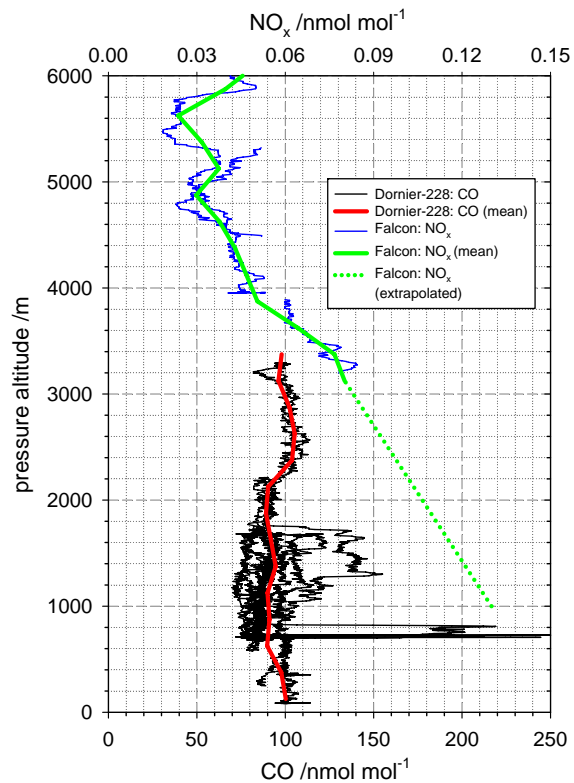 NOx /nmol mol-1
0.00 0.03 0.06 0.09 0.12 0.15
6000
5000
4000
3000
2000
1000
0
pressure altitude /m
Dornier-228: CO
Dornier-228: CO (mean)
Falcon: NOx
Falcon: NOx (mean)
Falcon: NOx
(extrapolated)
0 50 100 150 200 250
CO /nmol mol-1